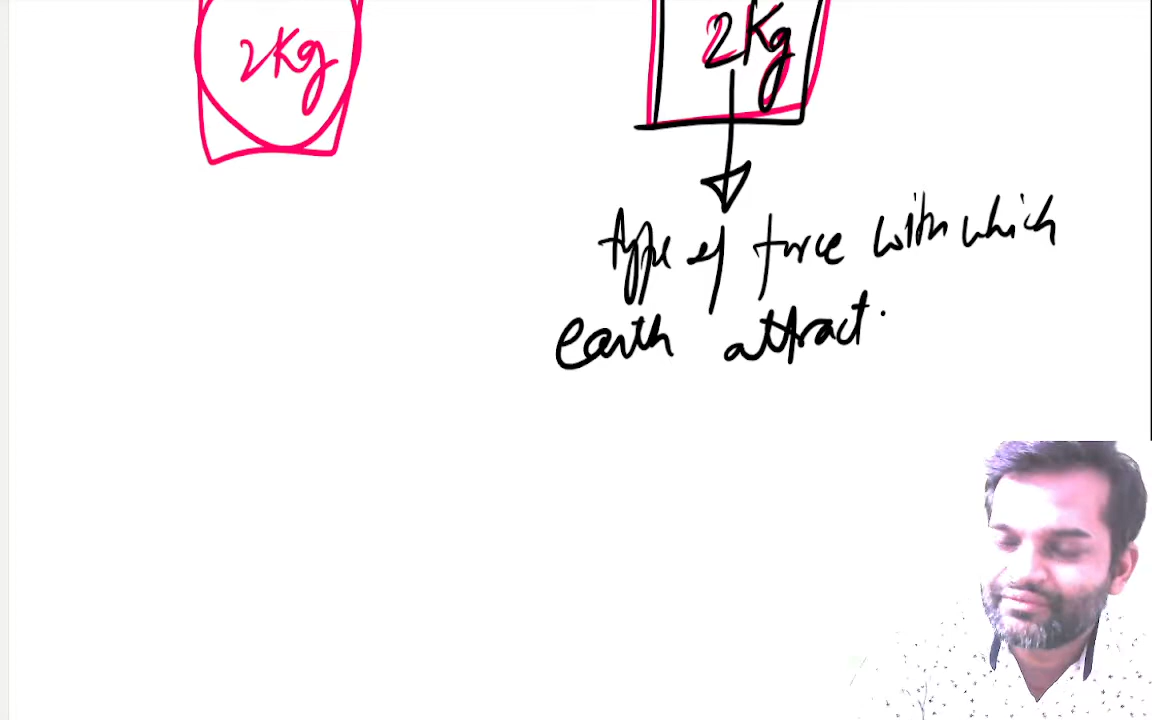 2Kg
2Kg
type of force with which
earth attract.